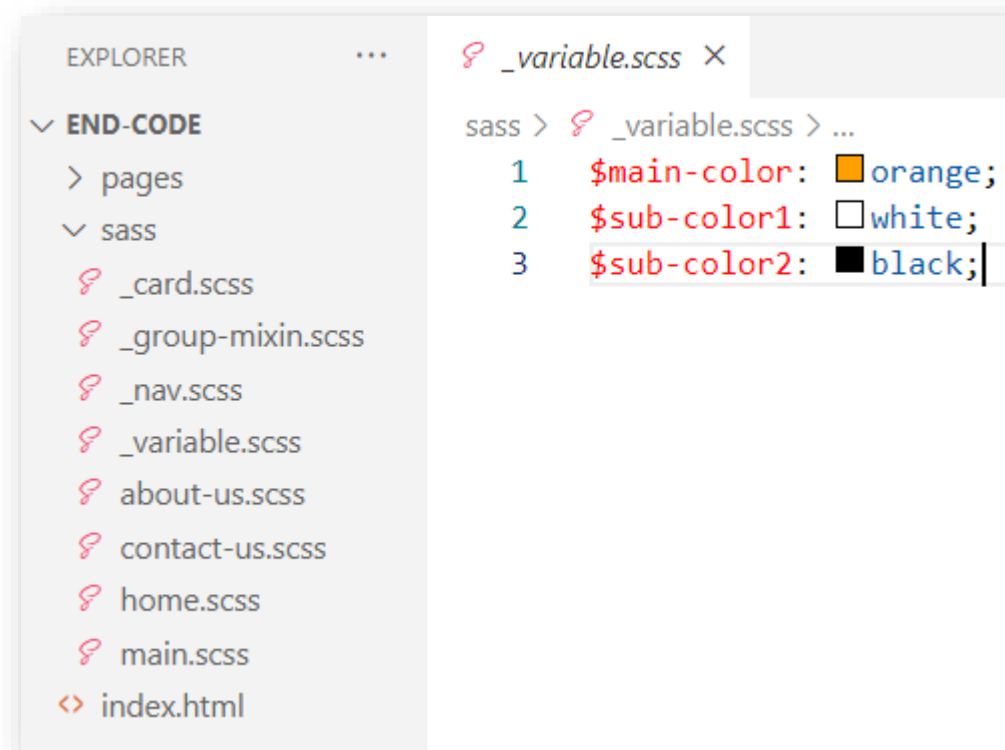 EXPLORER ···
END-CODE
pages
sass
_card.scss
_group-mixin.scss
_nav.scss
_variable.scss
about-us.scss
contact-us.scss
home.scss
main.scss
index.html
_variable.scss ×
sass > _variable.scss > ...
1 $main-color: orange;
2 $sub-color1: white;
3 $sub-color2: black;